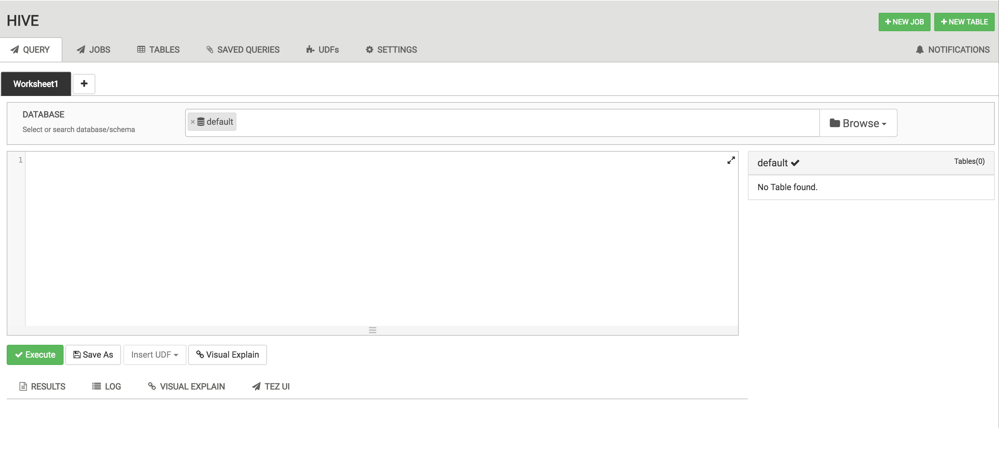 HIVE
NEW JOB
NEW TABLE
QUERY
JOBS
TABLES
SAVED QUERIES
UDFs
SETTINGS
NOTIFICATIONS
Worksheet1
DATABASE
Select or search database/schema
× default
Browse
1
default
Tables(0)
No Table found.
Execute
Save As
Insert UDF
Visual Explain
RESULTS
LOG
VISUAL EXPLAIN
TEZ UI